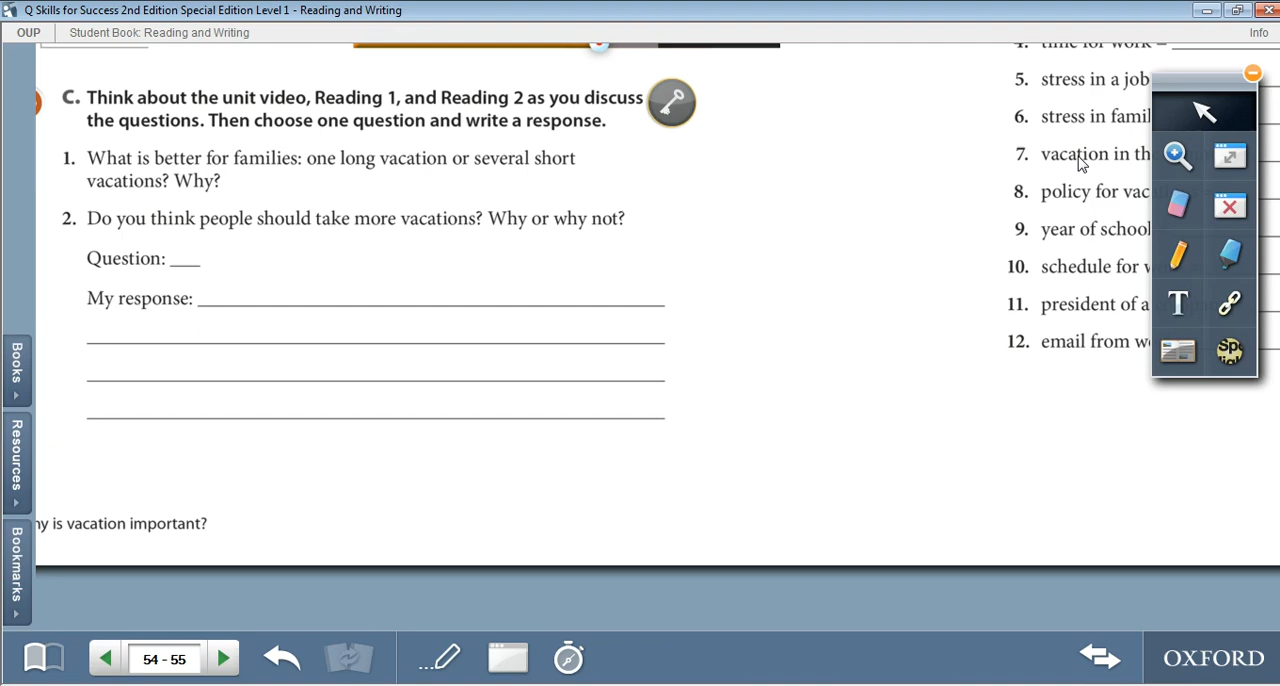 Q Skills for Success 2nd Edition Special Edition Level 1 - Reading and Writing
OUP
Student Book: Reading and Writing
Info
C. Think about the unit video, Reading 1, and Reading 2 as you discuss
the questions. Then choose one question and write a response.
1. What is better for families: one long vacation or several short
vacations? Why?
2. Do you think people should take more vacations? Why or why not?
Question: ___
My response: ___
is vacation important?
4. time for work =
5. stress in a job
6. stress in
7. vacation in
8. policy for
9. year of school
10. schedule for
11. president of a
12. email from
T
Books
Resources
Bookmarks
54 - 55
OXFORD